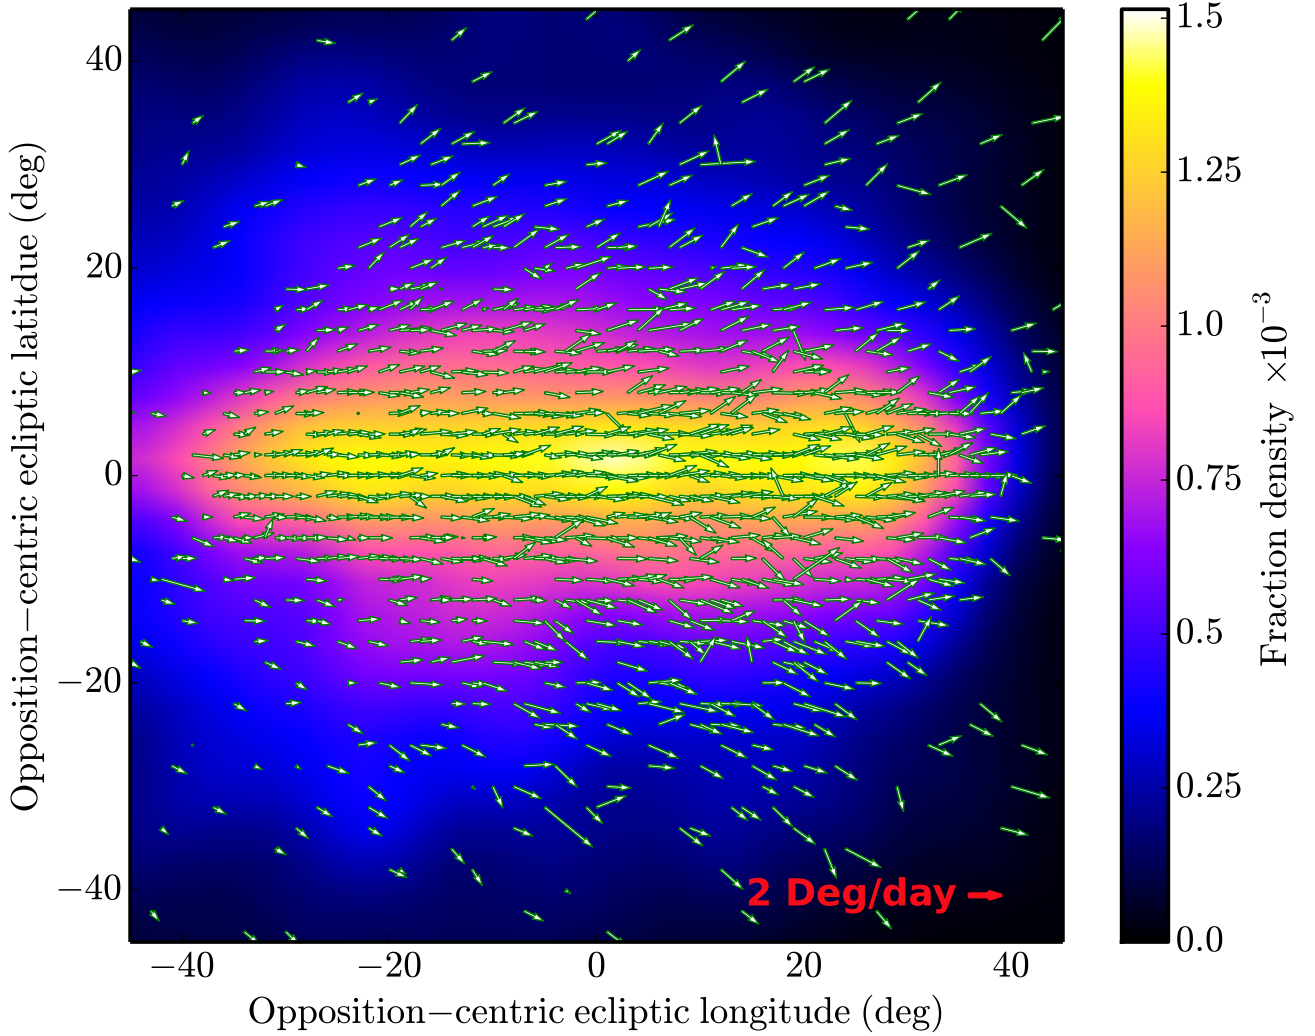 40
20
0
−20
−40
Opposition−centric ecliptic latitdue (deg)
−40 −20 0 20 40
Opposition−centric ecliptic longitude (deg)
2 Deg/day
1.5
1.25
1.0
0.75
0.5
0.25
0.0
Fraction density ×10⁻³